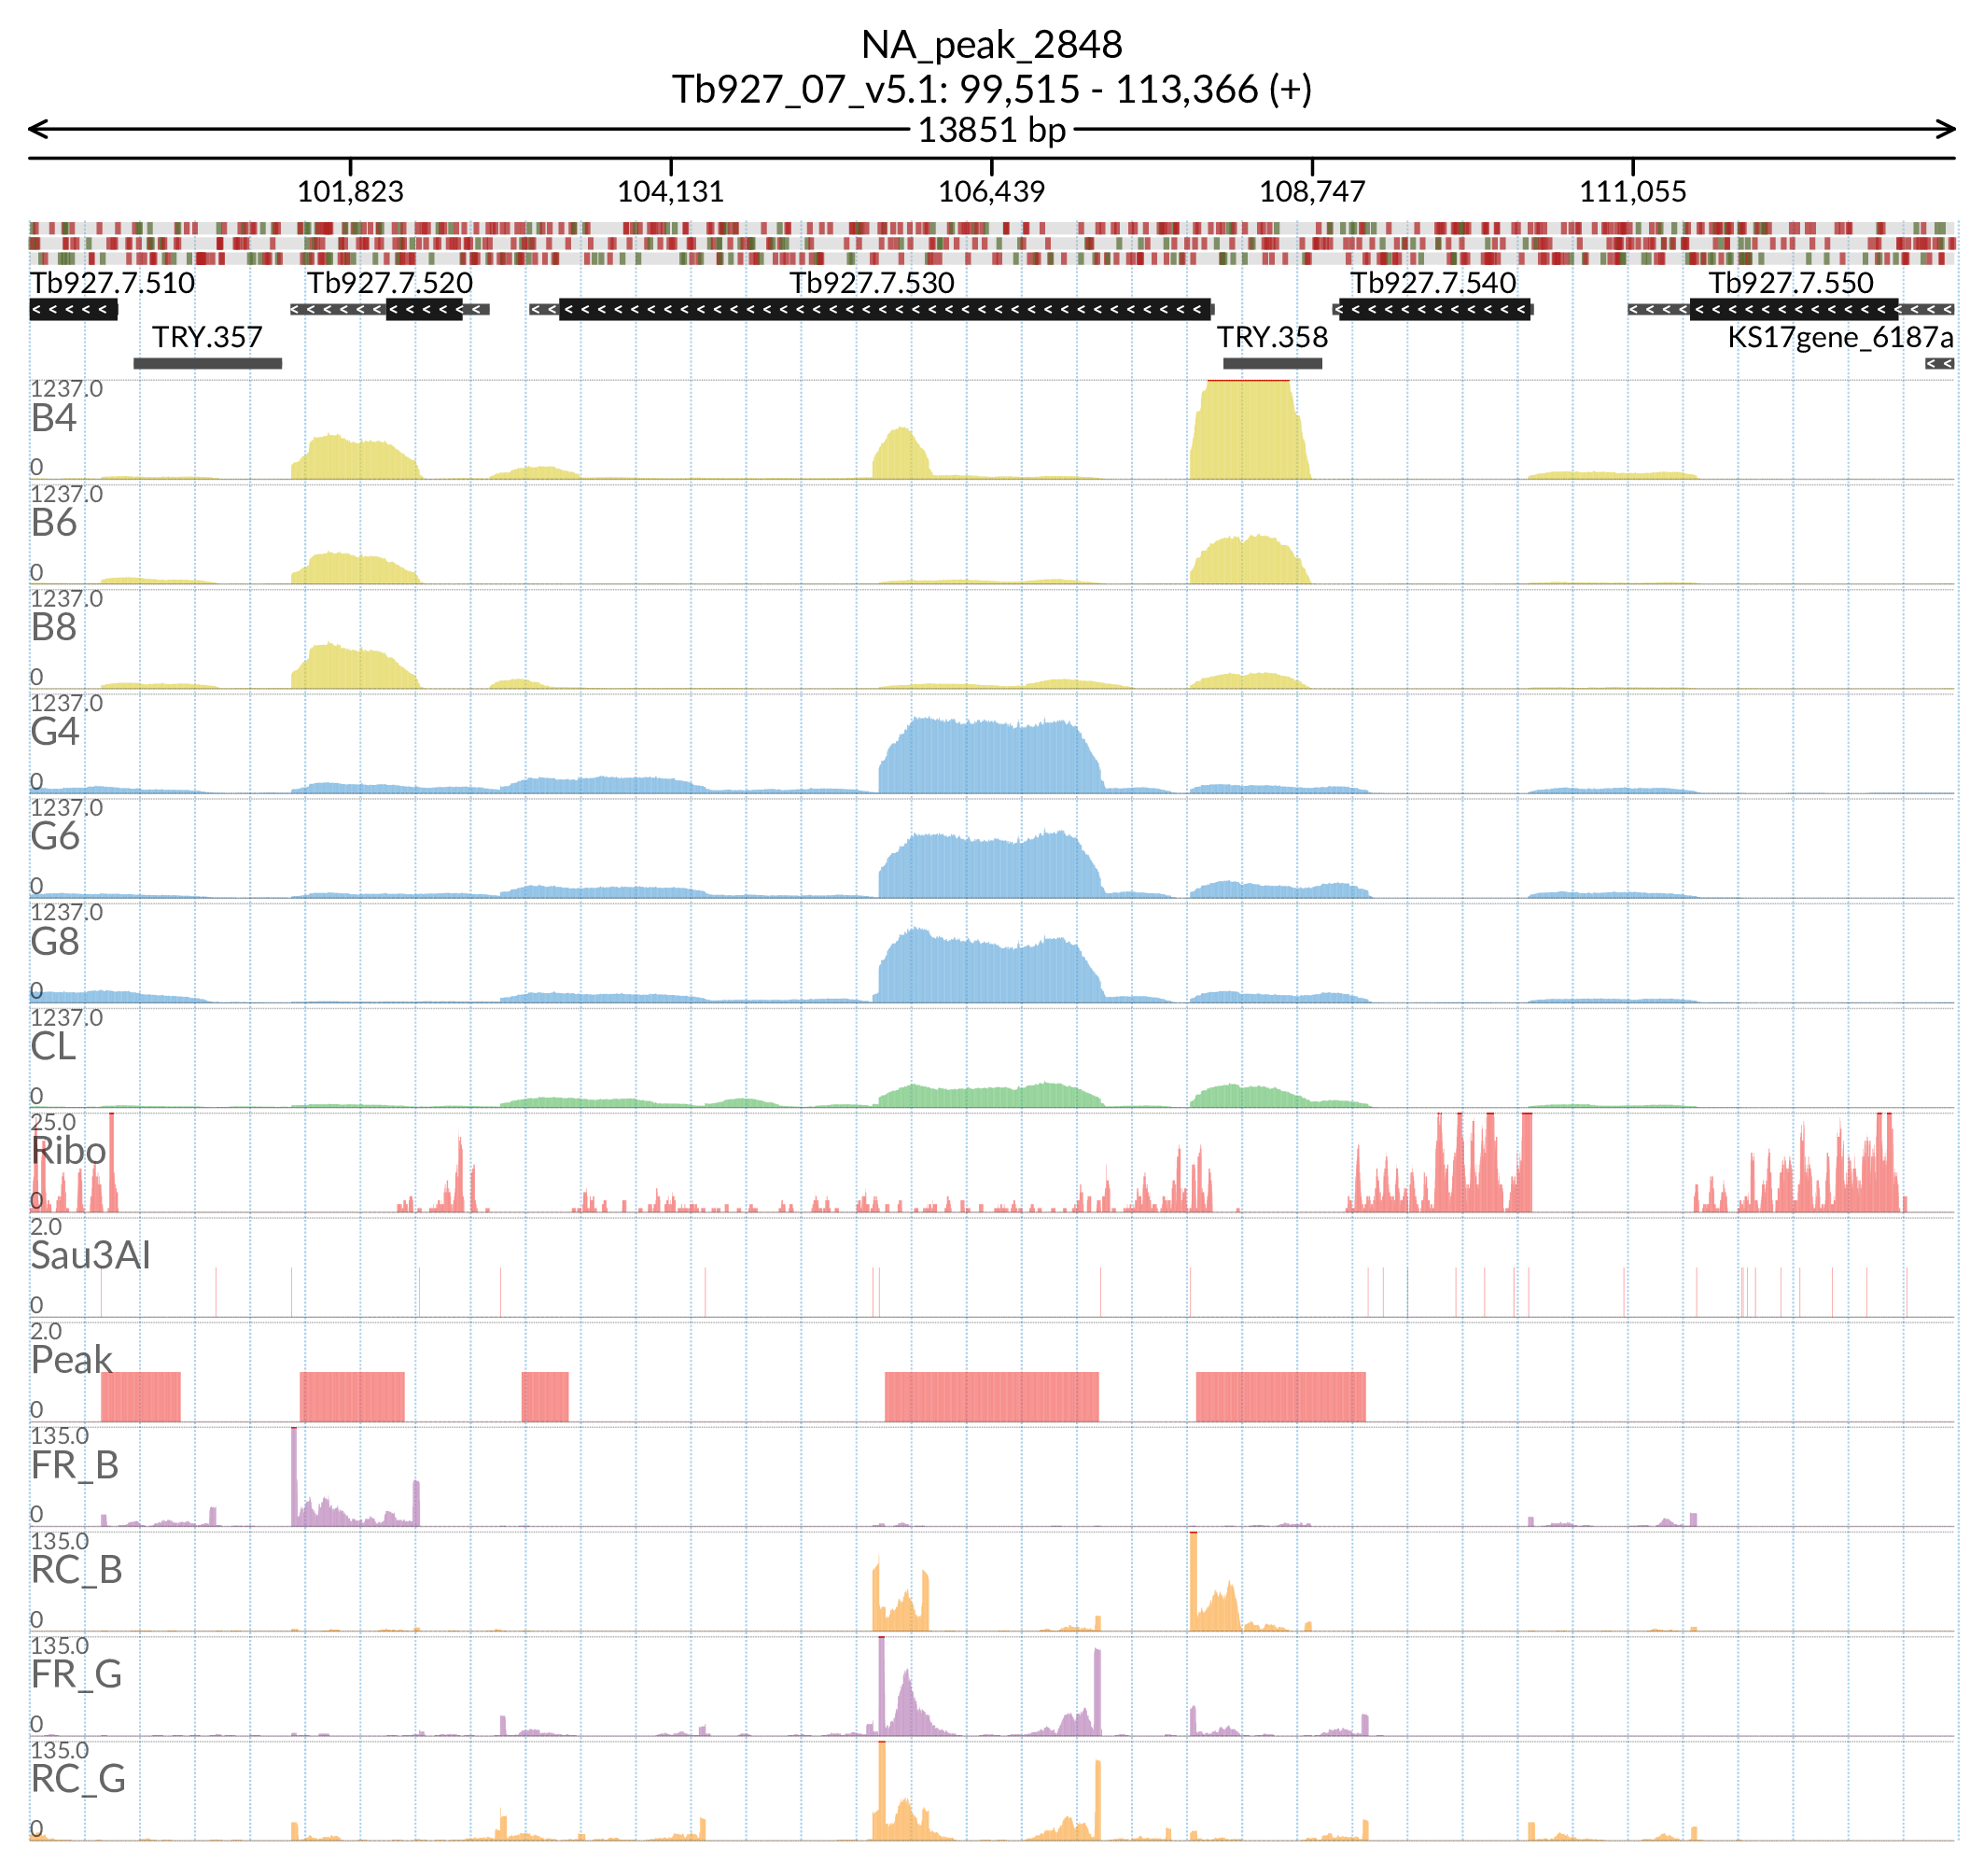 NA_peak_2848
Tb927_07_v5.1: 99,515 - 113,366 (+)
13851 bp
101,823 104,131 106,439 108,747 111,055
Tb927.7.510 Tb927.7.520 Tb927.7.530 Tb927.7.540 Tb927.7.550
TRY.357 TRY.358 KS17gene_6187a
1237.0
B4
0
1237.0
B6
0
1237.0
B8
0
1237.0
G4
0
1237.0
G6
0
1237.0
G8
0
1237.0
CL
0
25.0
Ribo
0
2.0
Sau3AI
0
2.0
Peak
0
135.0
FR_B
0
135.0
RC_B
0
135.0
FR_G
0
135.0
RC_G
0